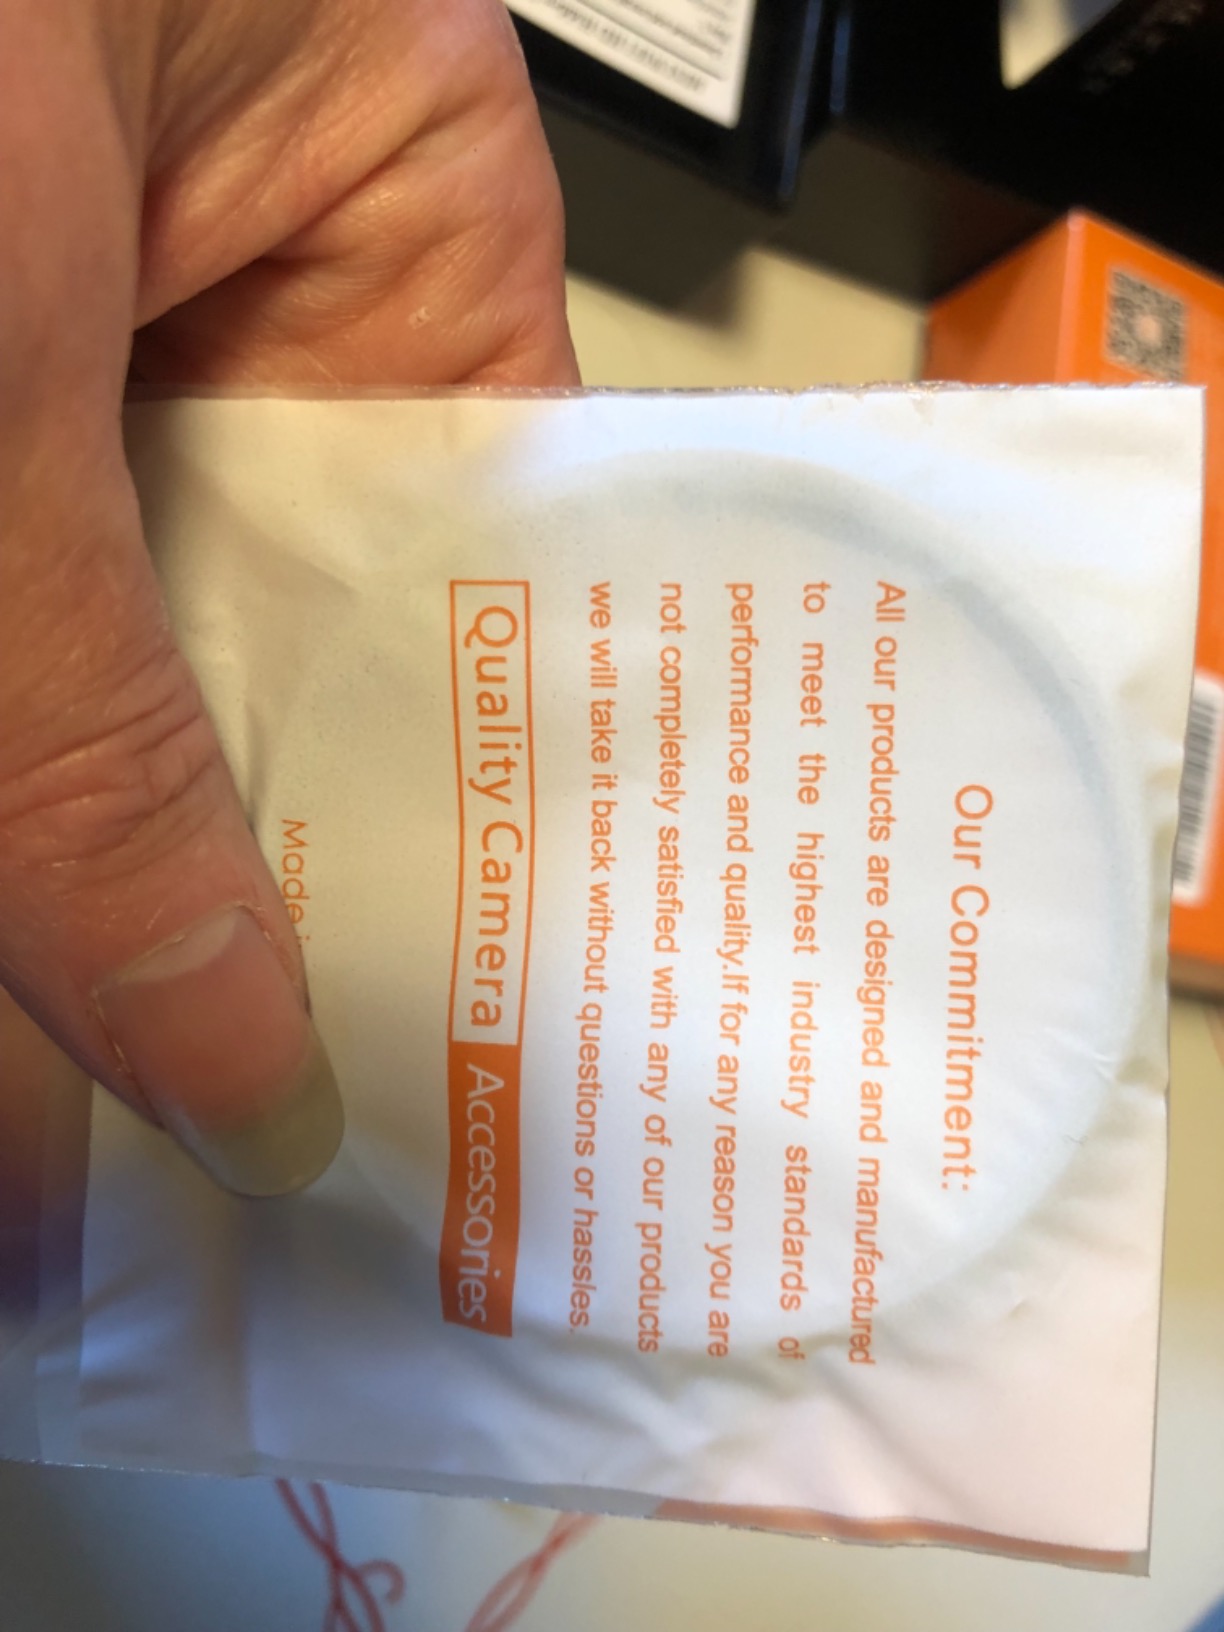 Our Commitment:
All our products are designed and manufactured
to meet the highest industry standards of
performance and quality.If for any reason you are
not completely satisfied with any of our products
we will take it back without questions or hassles.
Quality Camera Accessories
Made